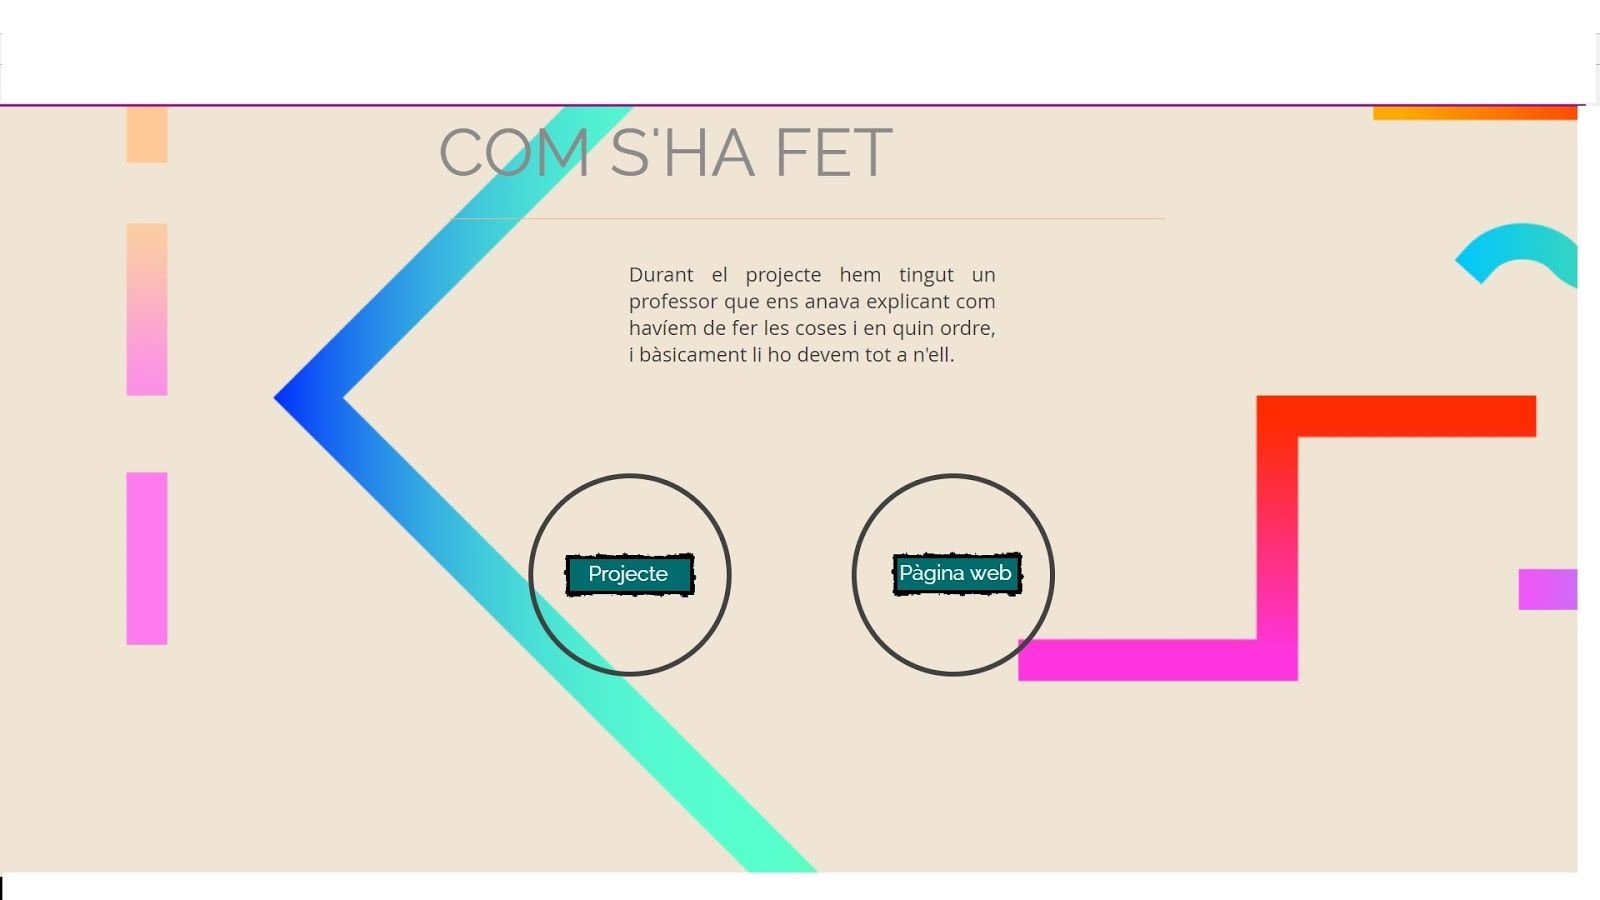 COM S'HA FET
Durant el projecte hem tingut un
professor que ens anava explicant com
havíem de fer les coses i en quin ordre,
i bàsicament li ho devem tot a n'ell.
Projecte
Pàgina web